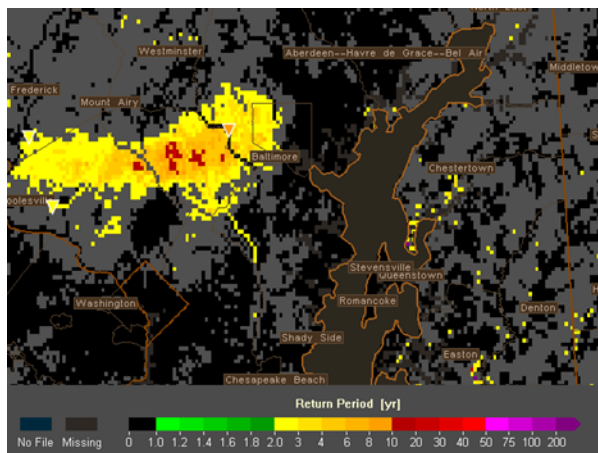 North East
Westminster
Aberdeen--Havre de Grace--Bel Air
Middletow
Frederick
Mount Airy
Baltimore
Chestertown
oolesvill
Stevensville
Queenstown
Washington
Romancoke
Denton
Shady Side
Easton
Chesapeake Beach
Return Period [yr]
No File Missing 0 1.0 1.2 1.4 1.6 1.8 2.0 3 4 6 8 10 20 30 40 50 75 100 200